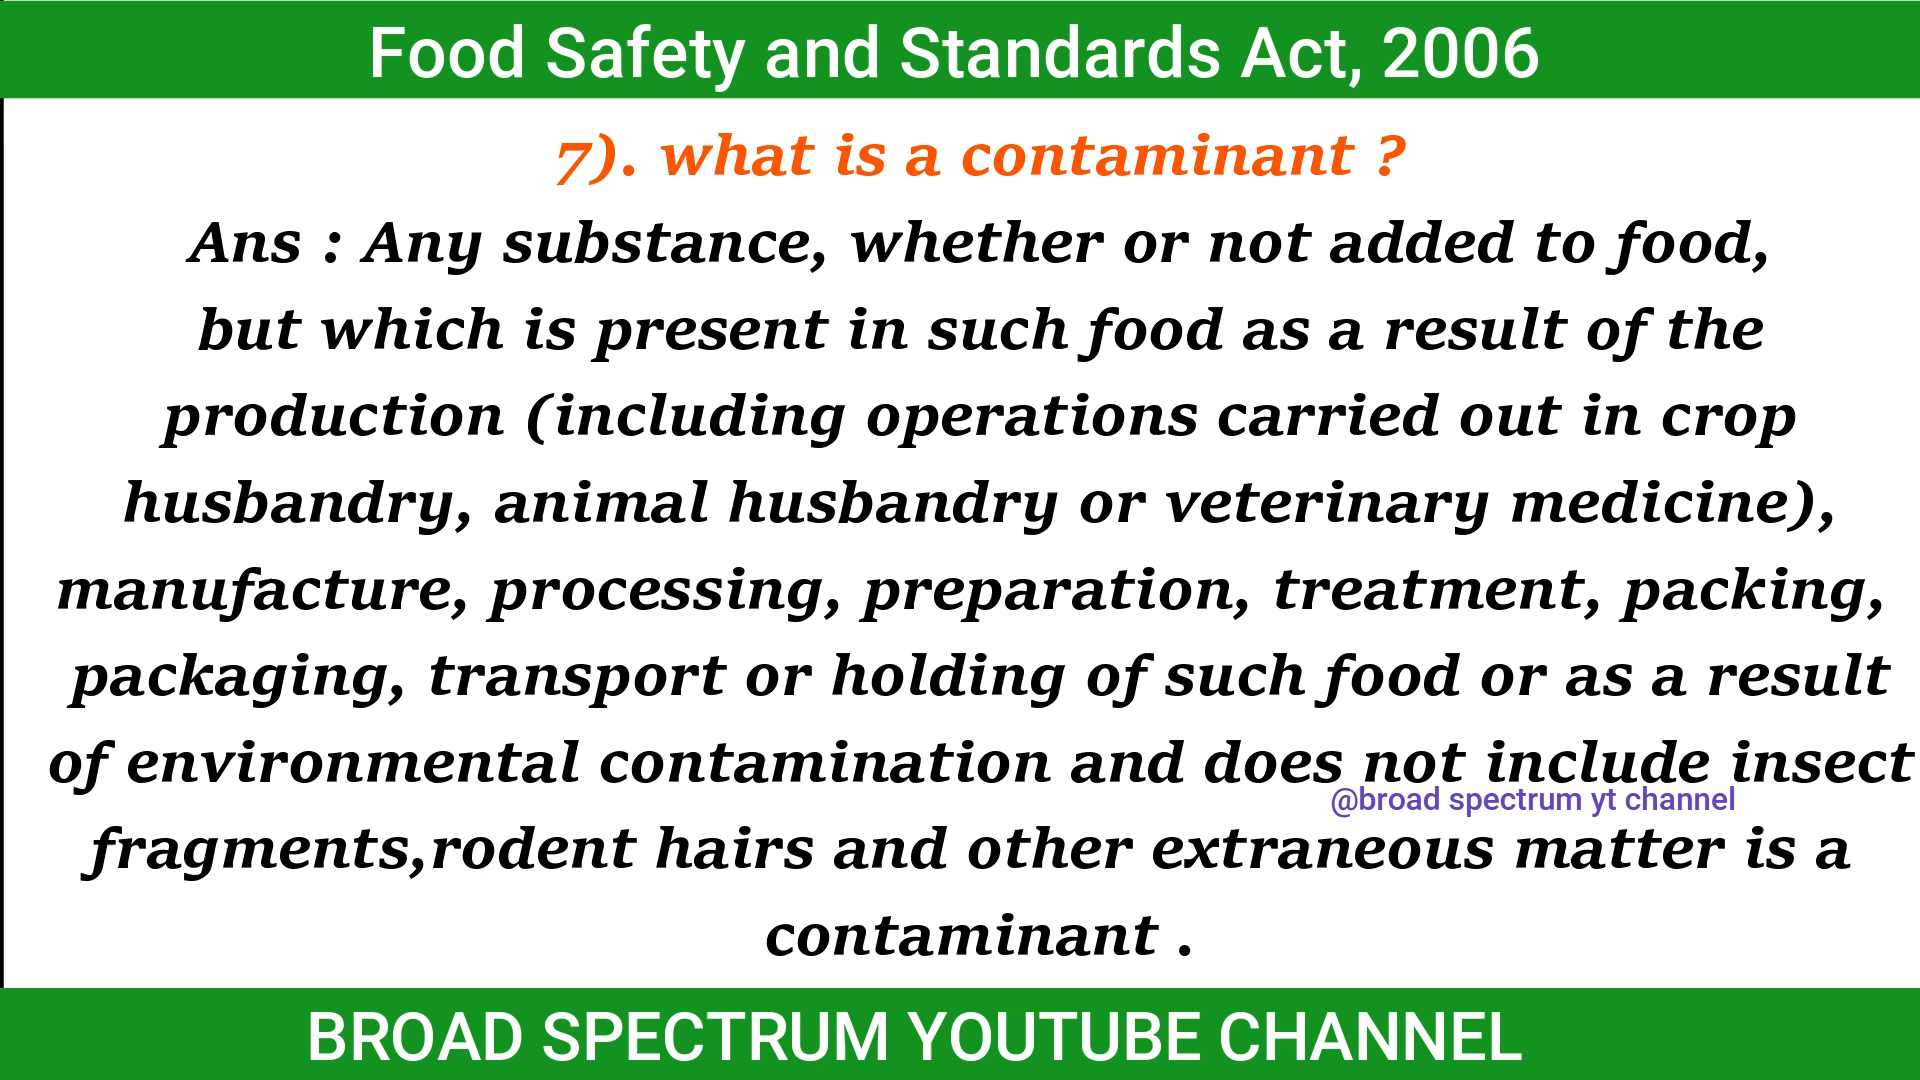 Food Safety and Standards Act, 2006
7). what is a contaminant ?
Ans : Any substance, whether or not added to food,
but which is present in such food as a result of the
production (including operations carried out in crop
husbandry, animal husbandry or veterinary medicine),
manufacture, processing, preparation, treatment, packing,
packaging, transport or holding of such food or as a result
of environmental contamination and does not include insect
@broad spectrum yt channel
fragments,rodent hairs and other extraneous matter is a
contaminant .
BROAD SPECTRUM YOUTUBE CHANNEL